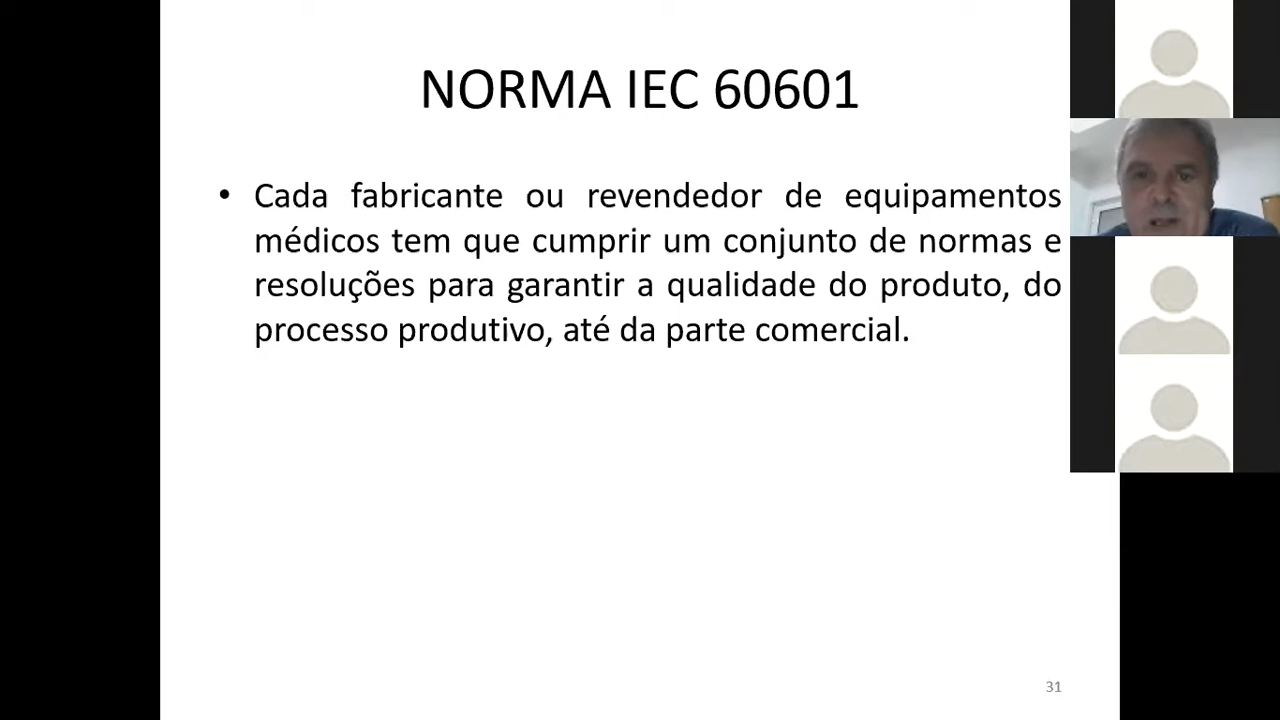 NORMA IEC 60601
• Cada fabricante ou revendedor de equipamentos
médicos tem que cumprir um conjunto de normas e
resoluções para garantir a qualidade do produto, do
processo produtivo, até da parte comercial.
31